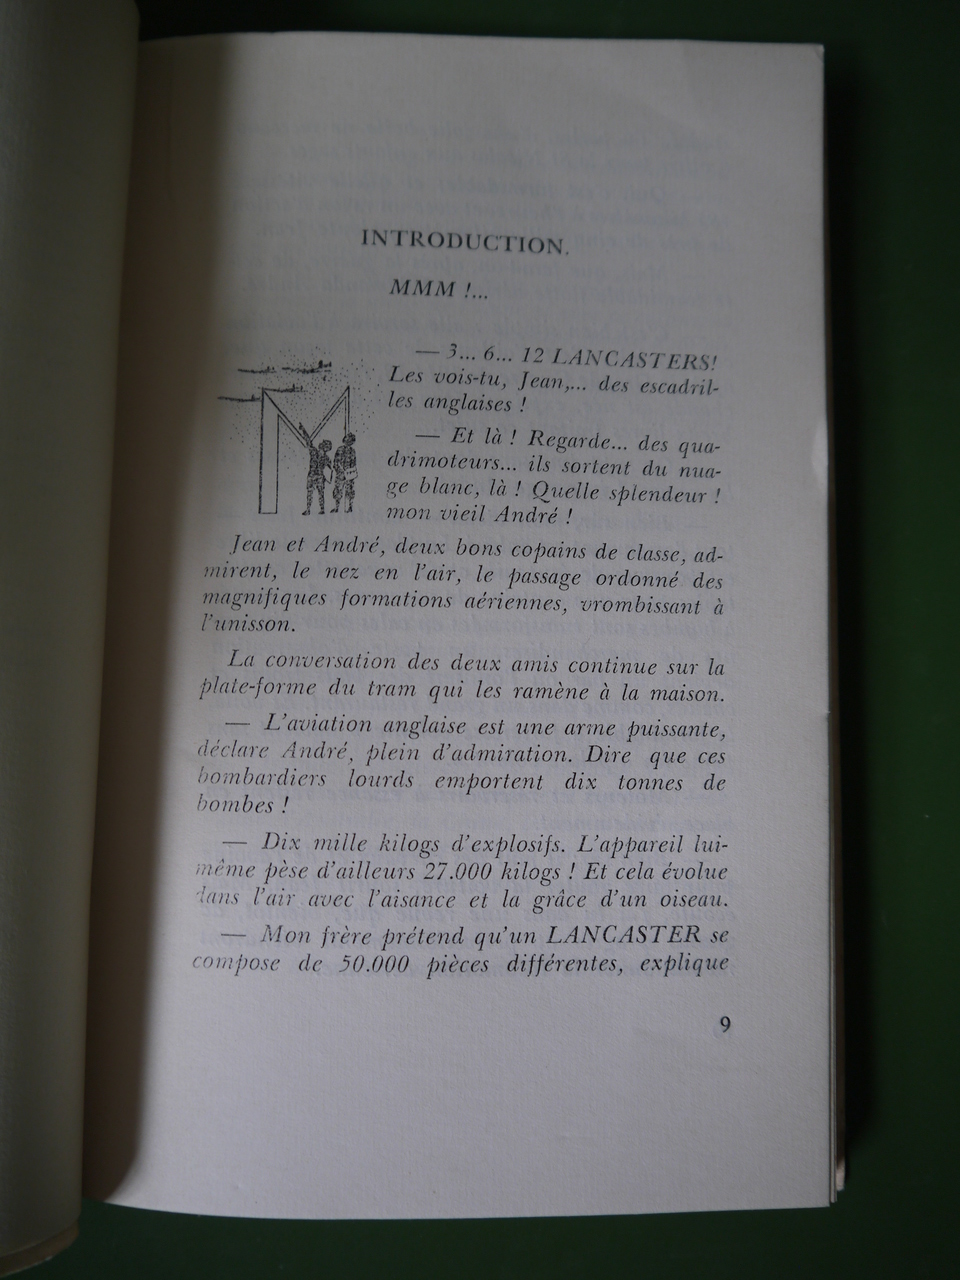 INTRODUCTION.
MMM !...
— 3... 6... 12 LANCASTERS!
Les vois-tu, Jean,... des escadril-
les anglaises !
— Et là ! Regarde... des qua-
drimoteurs... ils sortent du nua-
ge blanc, là ! Quelle splendeur !
mon vieil André !
Jean et André, deux bons copains de classe, ad-
mirent, le nez en l'air, le passage ordonné des
magnifiques formations aériennes, vrombissant à
l'unisson.
La conversation des deux amis continue sur la
plate-forme du tram qui les ramène à la maison.
— L'aviation anglaise est une arme puissante,
déclare André, plein d'admiration. Dire que ces
bombardiers lourds emportent dix tonnes de
bombes !
— Dix mille kilogs d'explosifs. L'appareil lui-
même pèse d'ailleurs 27.000 kilogs ! Et cela évolue
dans l'air avec l'aisance et la grâce d'un oiseau.
— Mon frère prétend qu'un LANCASTER se
compose de 50.000 pièces différentes, explique
9